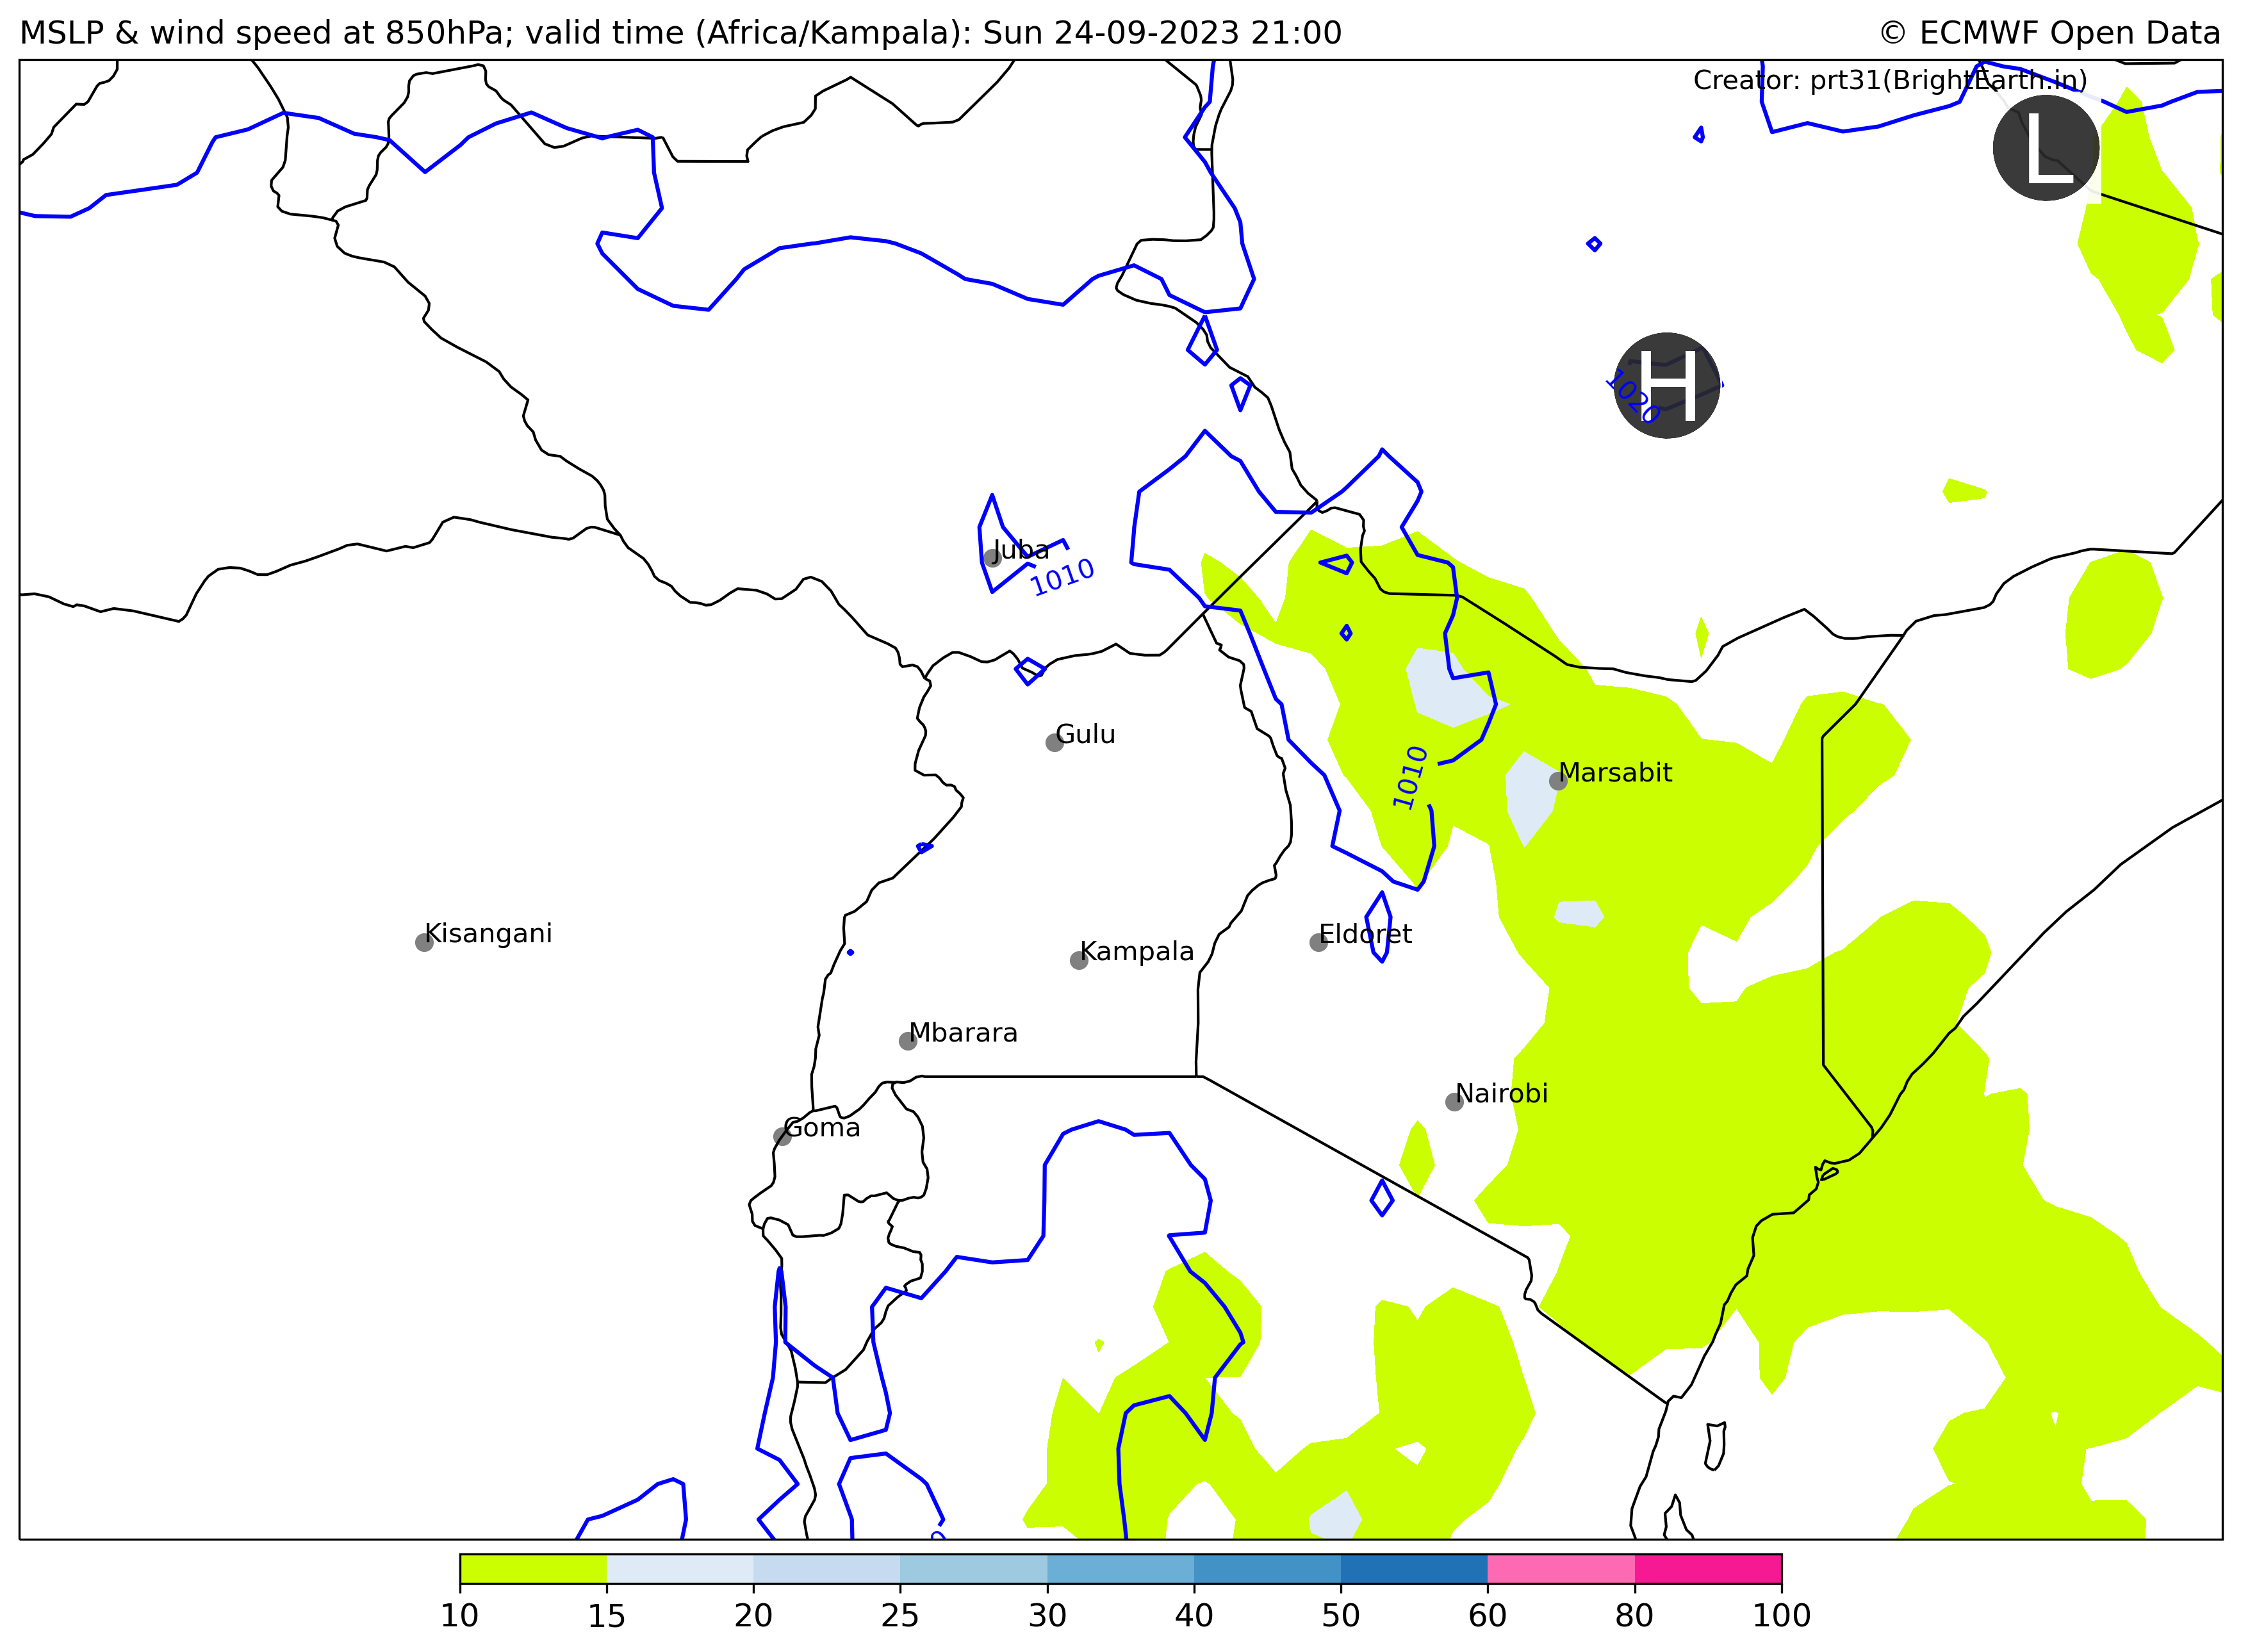 MSLP & wind speed at 850hPa; valid time (Africa/Kampala): Sun 24-09-2023 21:00
© ECMWF Open Data
Creator: prt31(BrightEarth.in)
L
H
1020
Juba
1010
Gulu
1010
Marsabit
Kisangani
Eldoret
Kampala
Mbarara
Nairobi
Goma
10 15 20 25 30 40 50 60 80 100